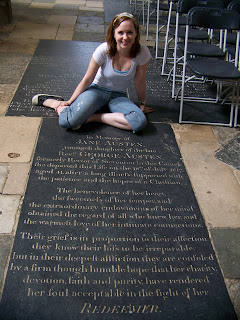 In Memory of
JANE AUSTEN,
youngest daughter of the late
Revd GEORGE AUSTEN,
formerly Rector of Steventon in this County
she departed this Life on the 18th of July 1817,
aged 41, after a long illness supported with
the patience and the hopes of a Christian.
The benevolence of her heart,
the sweetness of her temper, and
the extraordinary endowments of her mind
obtained the regard of all who knew her, and
the warmest love of her intimate connections.
Their grief is in proportion to their affection
they know their loss to be irreparable,
but in their deepest affliction they are consoled
by a firm though humble hope that her charity,
devotion, faith and purity, have rendered
her soul acceptable in the sight of her
REDEEMER.